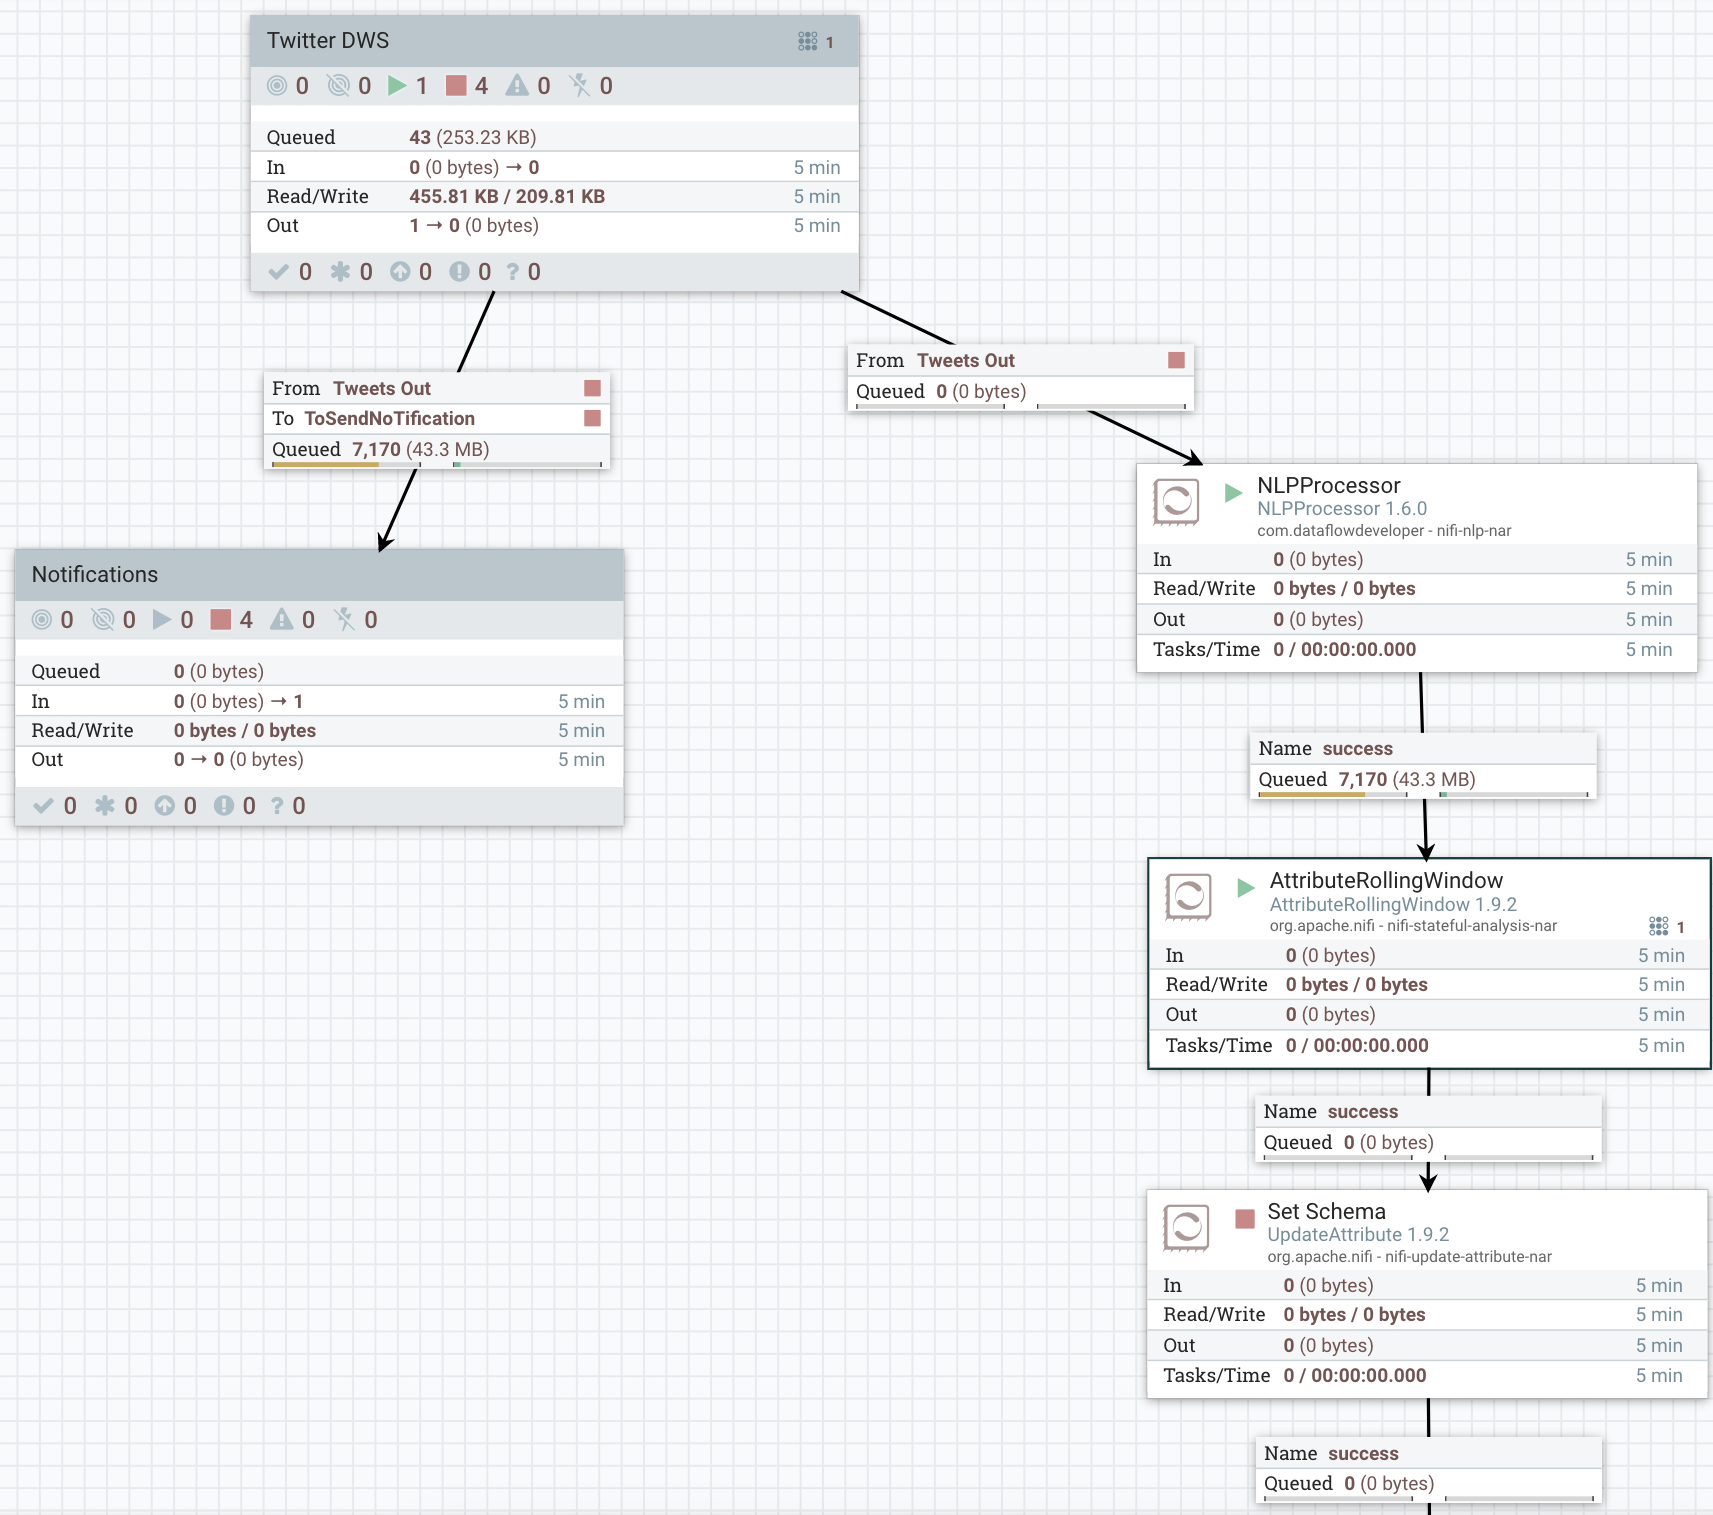 Twitter DWS 1
0 0 1 4 0 0
Queued 43 (253.23 KB)
In 0 (0 bytes) → 0 5 min
Read/Write 455.81 KB / 209.81 KB 5 min
Out 1 → 0 (0 bytes) 5 min
0 0 0 0 ? 0
From Tweets Out
To ToSendNoTification
Queued 7,170 (43.3 MB)
From Tweets Out
Queued 0 (0 bytes)
Notifications
0 0 0 4 0 0
Queued 0 (0 bytes)
In 0 (0 bytes) → 1 5 min
Read/Write 0 bytes / 0 bytes 5 min
Out 0 → 0 (0 bytes) 5 min
0 0 0 0 ? 0
NLPProcessor
NLPProcessor 1.6.0
com.dataflowdeveloper - nifi-nlp-nar
In 0 (0 bytes) 5 min
Read/Write 0 bytes / 0 bytes 5 min
Out 0 (0 bytes) 5 min
Tasks/Time 0 / 00:00:00.000 5 min
Name success
Queued 7,170 (43.3 MB)
AttributeRollingWindow
AttributeRollingWindow 1.9.2
org.apache.nifi - nifi-stateful-analysis-nar 1
In 0 (0 bytes) 5 min
Read/Write 0 bytes / 0 bytes 5 min
Out 0 (0 bytes) 5 min
Tasks/Time 0 / 00:00:00.000 5 min
Name success
Queued 0 (0 bytes)
Set Schema
UpdateAttribute 1.9.2
org.apache.nifi - nifi-update-attribute-nar
In 0 (0 bytes) 5 min
Read/Write 0 bytes / 0 bytes 5 min
Out 0 (0 bytes) 5 min
Tasks/Time 0 / 00:00:00.000 5 min
Name success
Queued 0 (0 bytes)